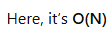 Here, it’s O(N)